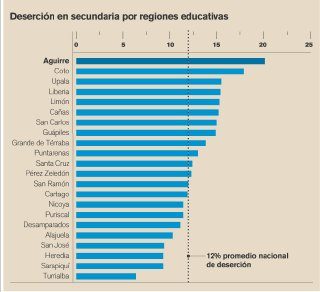 Deserción en secundaria por regiones educativas
0 5 10 15 20 25
Aguirre
Coto
Upala
Liberia
Limón
Cañas
San Carlos
Guápiles
Grande de Térraba
Puntarenas
Santa Cruz
Pérez Zeledón
San Ramón
Cartago
Nicoya
Puriscal
Desamparados
Alajuela
San José
Heredia
Sarapiquí
Turrialba
12% promedio nacional
de deserción